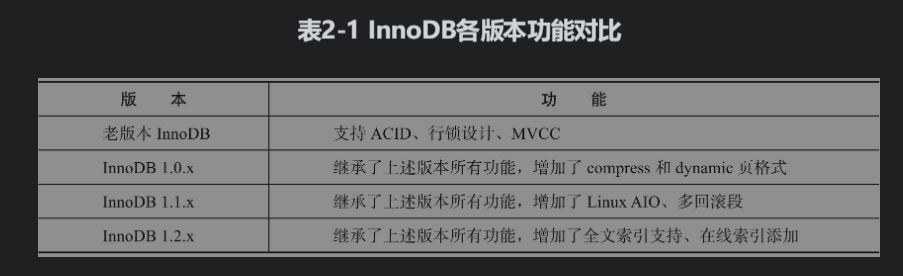 表2-1 InnoDB各版本功能对比
版 本 功 能
老版本 InnoDB 支持 ACID、行锁设计、MVCC
InnoDB 1.0.x 继承了上述版本所有功能，增加了 compress 和 dynamic 页格式
InnoDB 1.1.x 继承了上述版本所有功能，增加了 Linux AIO、多回滚段
InnoDB 1.2.x 继承了上述版本所有功能，增加了全文索引支持、在线索引添加